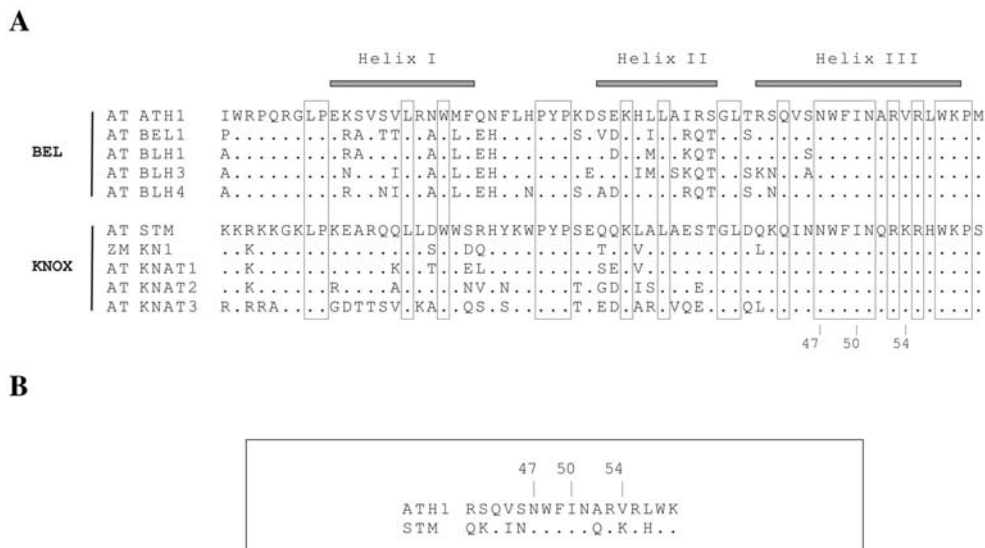 A
Helix I Helix II Helix III
BEL
AT ATH1 IWRPQRGLPEKSVSVLRNWMFQNFLHPYPKDSEKHLLAIRSGLTRSQVSNWFINARVRLWKPM
AT BEL1 P.........RA.TT..A.L.EH......S.VD..I..RQT..S...................
AT BLH1 A.........RA.....A.L.EH.........D..M..KQT.......S..............
AT BLH3 A.........N...I..A.L.EH.......E...IM.SKQT..SKN..A..............
AT BLH4 A.........R..NI..A.L.EH..N...S.AD.....RQT..S.N.................
KNOX
AT STM KKRKKGKLPKEARQQLLDWWSRHYKWPYPSEQQKLALAESTGLDQKQINNWFINQRKRHWKPS
ZM KN1 ..K..............S..DQ.........T..V.........L..................
AT KNAT1 ..K...........K..T..EL.........SE.V............................
AT KNAT2 ..K......R....A.....NV.N.....T.GD.IS...E.......................
AT KNAT3 R.RRA....GDTTSV.KA..QS.S.....T.ED.AR.VQE...QL..................
47 50 54
B
47 50 54
ATH1 RSQVSNWFINARVRLWK
STM QK.IN.....Q.K.H..